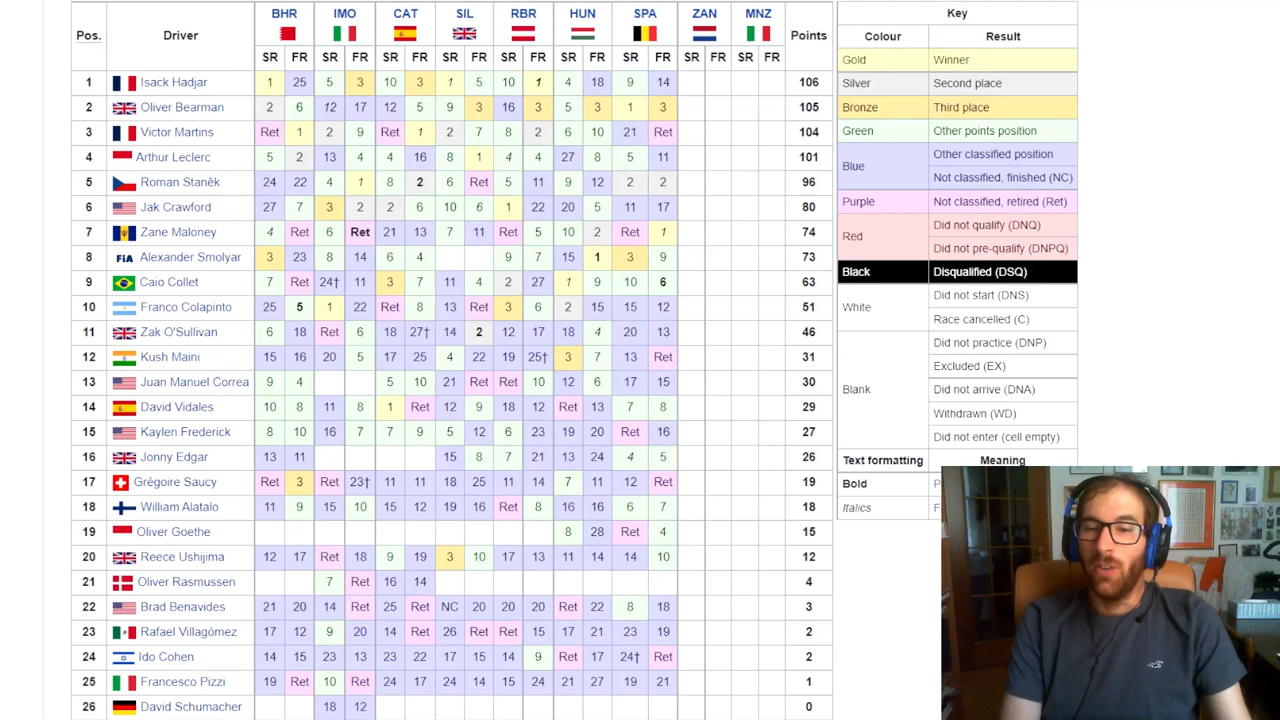 BHR IMO CAT SIL RBR HUN SPA ZAN MNZ
Pos. Driver Points
SR FR SR FR SR FR SR FR SR FR SR FR SR FR SR FR SR FR
1 Isack Hadjar 1 25 5 3 10 3 1 5 10 1 4 18 9 14 106
2 Oliver Bearman 2 6 12 17 12 5 9 3 16 3 5 3 1 3 105
3 Victor Martins Ret 1 2 9 Ret 1 2 7 8 2 6 10 21 Ret 104
4 Arthur Leclerc 5 2 13 4 4 16 8 1 4 4 27 8 5 11 101
5 Roman Staněk 24 22 4 1 8 2 6 Ret 5 11 9 12 2 2 96
6 Jak Crawford 27 7 3 2 2 6 10 6 1 22 20 5 11 17 80
7 Zane Maloney 4 Ret 6 Ret 21 13 7 11 Ret 5 10 2 Ret 1 74
8 FIA Alexander Smolyar 3 23 8 14 6 4 9 7 15 1 3 9 73
9 Caio Collet 7 Ret 24† 11 3 7 11 4 2 27 1 9 10 6 63
10 Franco Colapinto 25 5 1 22 Ret 8 13 Ret 3 6 2 15 15 12 51
11 Zak O'Sullivan 6 18 Ret 6 18 27† 14 2 12 17 18 4 20 13 46
12 Kush Maini 15 16 20 5 17 25 4 22 19 25† 3 7 13 Ret 31
13 Juan Manuel Correa 9 4 5 10 21 Ret Ret 10 12 6 17 15 30
14 David Vidales 10 8 11 8 1 Ret 12 9 18 12 Ret 13 7 8 29
15 Kaylen Frederick 8 10 16 7 9 9 5 12 6 23 19 20 Ret 16 27
16 Jonny Edgar 13 11 15 8 7 21 13 24 4 5 26
17 Grégoire Saucy Ret 3 Ret 23† 11 11 18 25 11 14 7 11 12 Ret 19
18 William Alatalo 11 9 15 10 15 12 19 16 Ret 8 16 16 6 7 18
19 Oliver Goethe 8 28 Ret 4 15
20 Reece Ushijima 12 17 Ret 18 9 19 3 10 17 13 11 14 14 10 12
21 Oliver Rasmussen 7 Ret 16 14 4
22 Brad Benavides 21 20 14 Ret 25 Ret NC 20 20 20 Ret 22 8 18 3
23 Rafael Villagómez 17 12 9 20 14 Ret 26 Ret Ret 15 17 21 23 19 2
24 Ido Cohen 14 15 23 13 23 22 17 15 14 9 Ret 17 24† Ret 2
25 Francesco Pizzi 19 Ret 10 Ret 24 17 24 14 15 24 21 27 19 21 1
26 David Schumacher 18 12 0
Key
Colour Result
Gold Winner
Silver Second place
Bronze Third place
Green Other points position
Blue Other classified position
Not classified, finished (NC)
Purple Not classified, retired (Ret)
Red Did not qualify (DNQ)
Did not pre-qualify (DNPQ)
Black Disqualified (DSQ)
White Did not start (DNS)
Race cancelled (C)
Blank Did not practice (DNP)
Excluded (EX)
Did not arrive (DNA)
Withdrawn (WD)
Did not enter (cell empty)
Text formatting Meaning
Bold P
Italics F